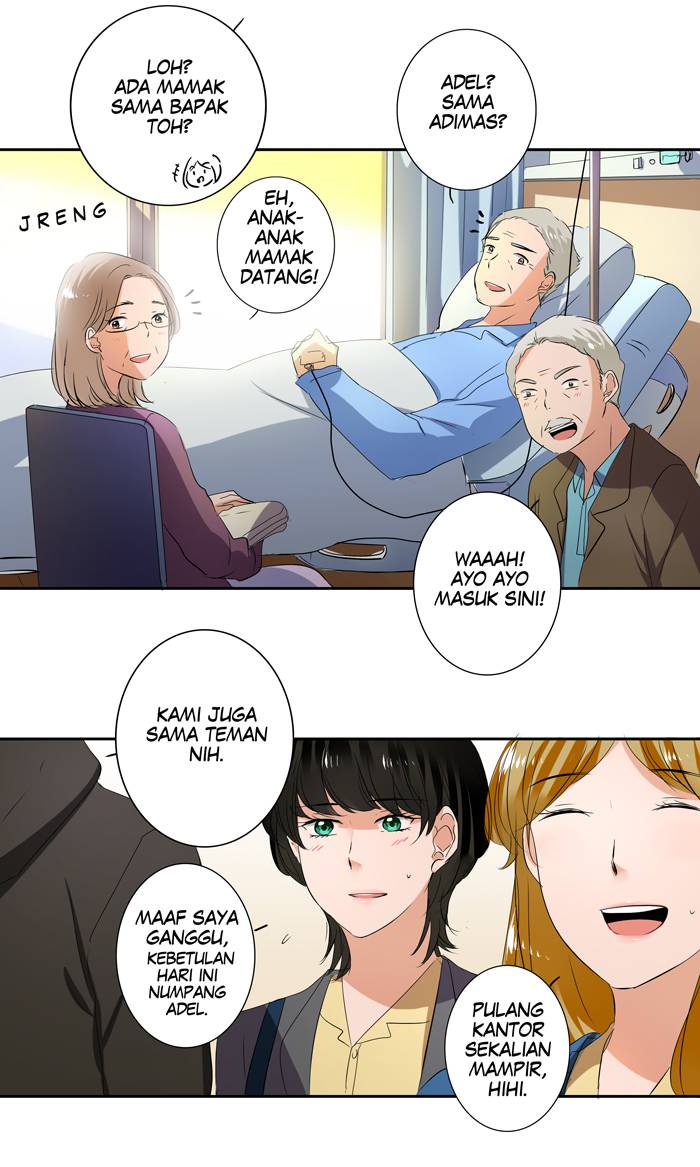 LOH?
ADA MAMAK
SAMA BAPAK
TOH?
ADEL?
SAMA
ADIMAS?
JRENG
EH,
ANAK-
ANAK
MAMAK
DATANG!
WAAAH!
AYO AYO
MASUK SINI!
KAMI JUGA
SAMA TEMAN
NIH.
MAAF SAYA
GANGGU,
KEBETULAN
HARI INI
NUMPANG
ADEL.
PULANG
KANTOR
SEKALIAN
MAMPIR,
HIHI.